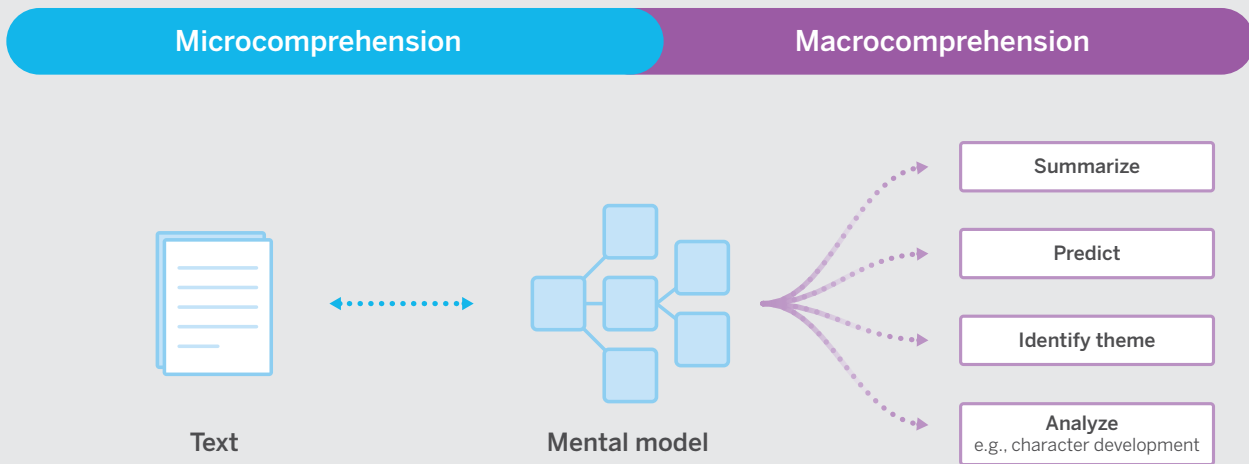 Microcomprehension
Macrocomprehension
Summarize
Predict
Identify theme
Analyze
e.g., character development
Text
Mental model